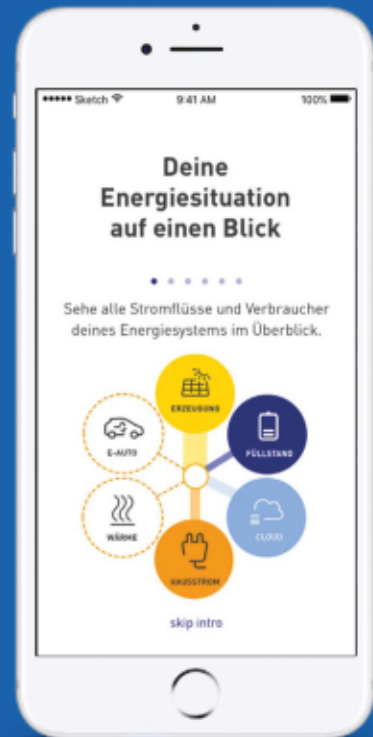 Sketch 9:41 AM 100%
Deine
Energiesituation
auf einen Blick
Sehe alle Stromflüsse und Verbraucher
deines Energiesystems im Überblick.
ERZEUGUNG
E-AUTO
FÜLLSTAND
WÄRME
CLOUD
HAUSSTROM
skip intro